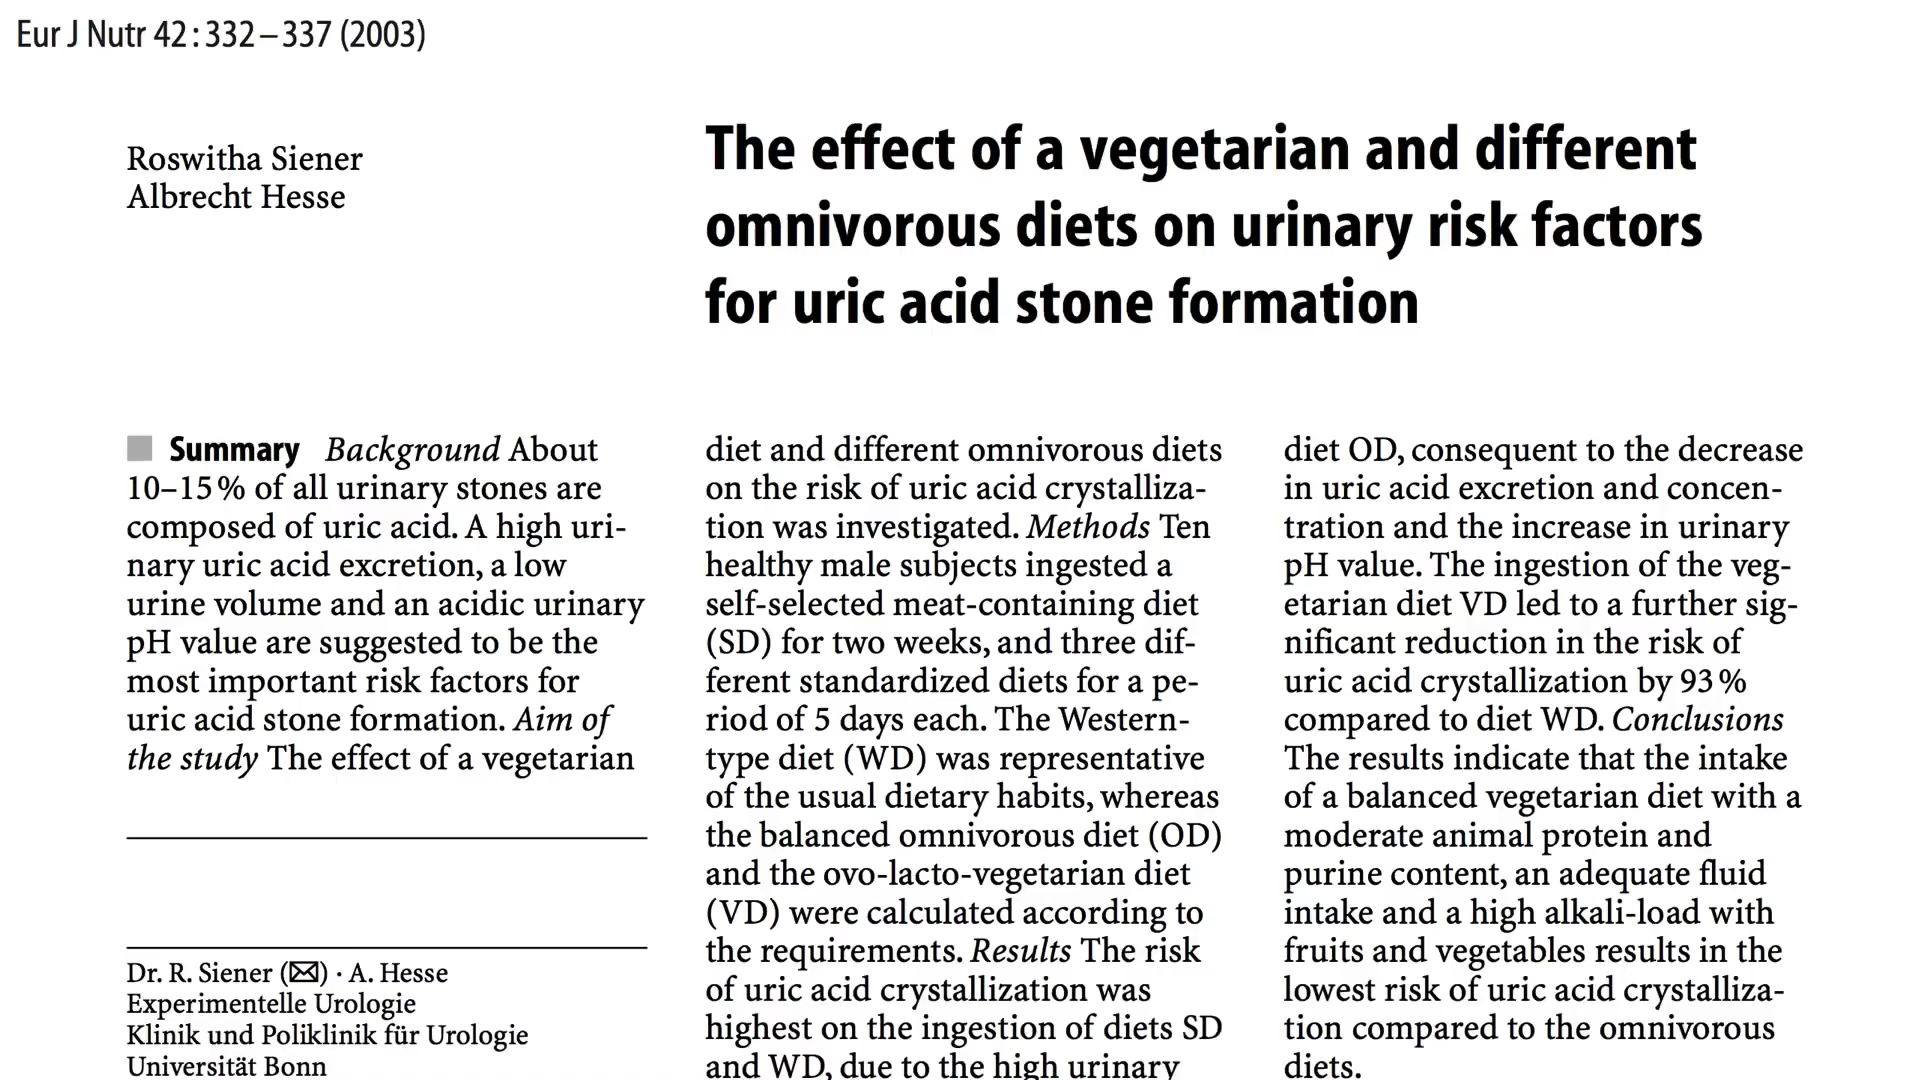 Eur J Nutr 42 : 332 – 337 (2003)
Roswitha Siener
Albrecht Hesse
The effect of a vegetarian and different
omnivorous diets on urinary risk factors
for uric acid stone formation
Summary Background About
10–15 % of all urinary stones are
composed of uric acid. A high uri-
nary uric acid excretion, a low
urine volume and an acidic urinary
pH value are suggested to be the
most important risk factors for
uric acid stone formation. Aim of
the study The effect of a vegetarian
Dr. R. Siener (✉) · A. Hesse
Experimentelle Urologie
Klinik und Poliklinik für Urologie
Universität Bonn
diet and different omnivorous diets
on the risk of uric acid crystalliza-
tion was investigated. Methods Ten
healthy male subjects ingested a
self-selected meat-containing diet
(SD) for two weeks, and three dif-
ferent standardized diets for a pe-
riod of 5 days each. The Western-
type diet (WD) was representative
of the usual dietary habits, whereas
the balanced omnivorous diet (OD)
and the ovo-lacto-vegetarian diet
(VD) were calculated according to
the requirements. Results The risk
of uric acid crystallization was
highest on the ingestion of diets SD
and WD, due to the high urinary
diet OD, consequent to the decrease
in uric acid excretion and concen-
tration and the increase in urinary
pH value. The ingestion of the veg-
etarian diet VD led to a further sig-
nificant reduction in the risk of
uric acid crystallization by 93 %
compared to diet WD. Conclusions
The results indicate that the intake
of a balanced vegetarian diet with a
moderate animal protein and
purine content, an adequate fluid
intake and a high alkali-load with
fruits and vegetables results in the
lowest risk of uric acid crystalliza-
tion compared to the omnivorous
diets.